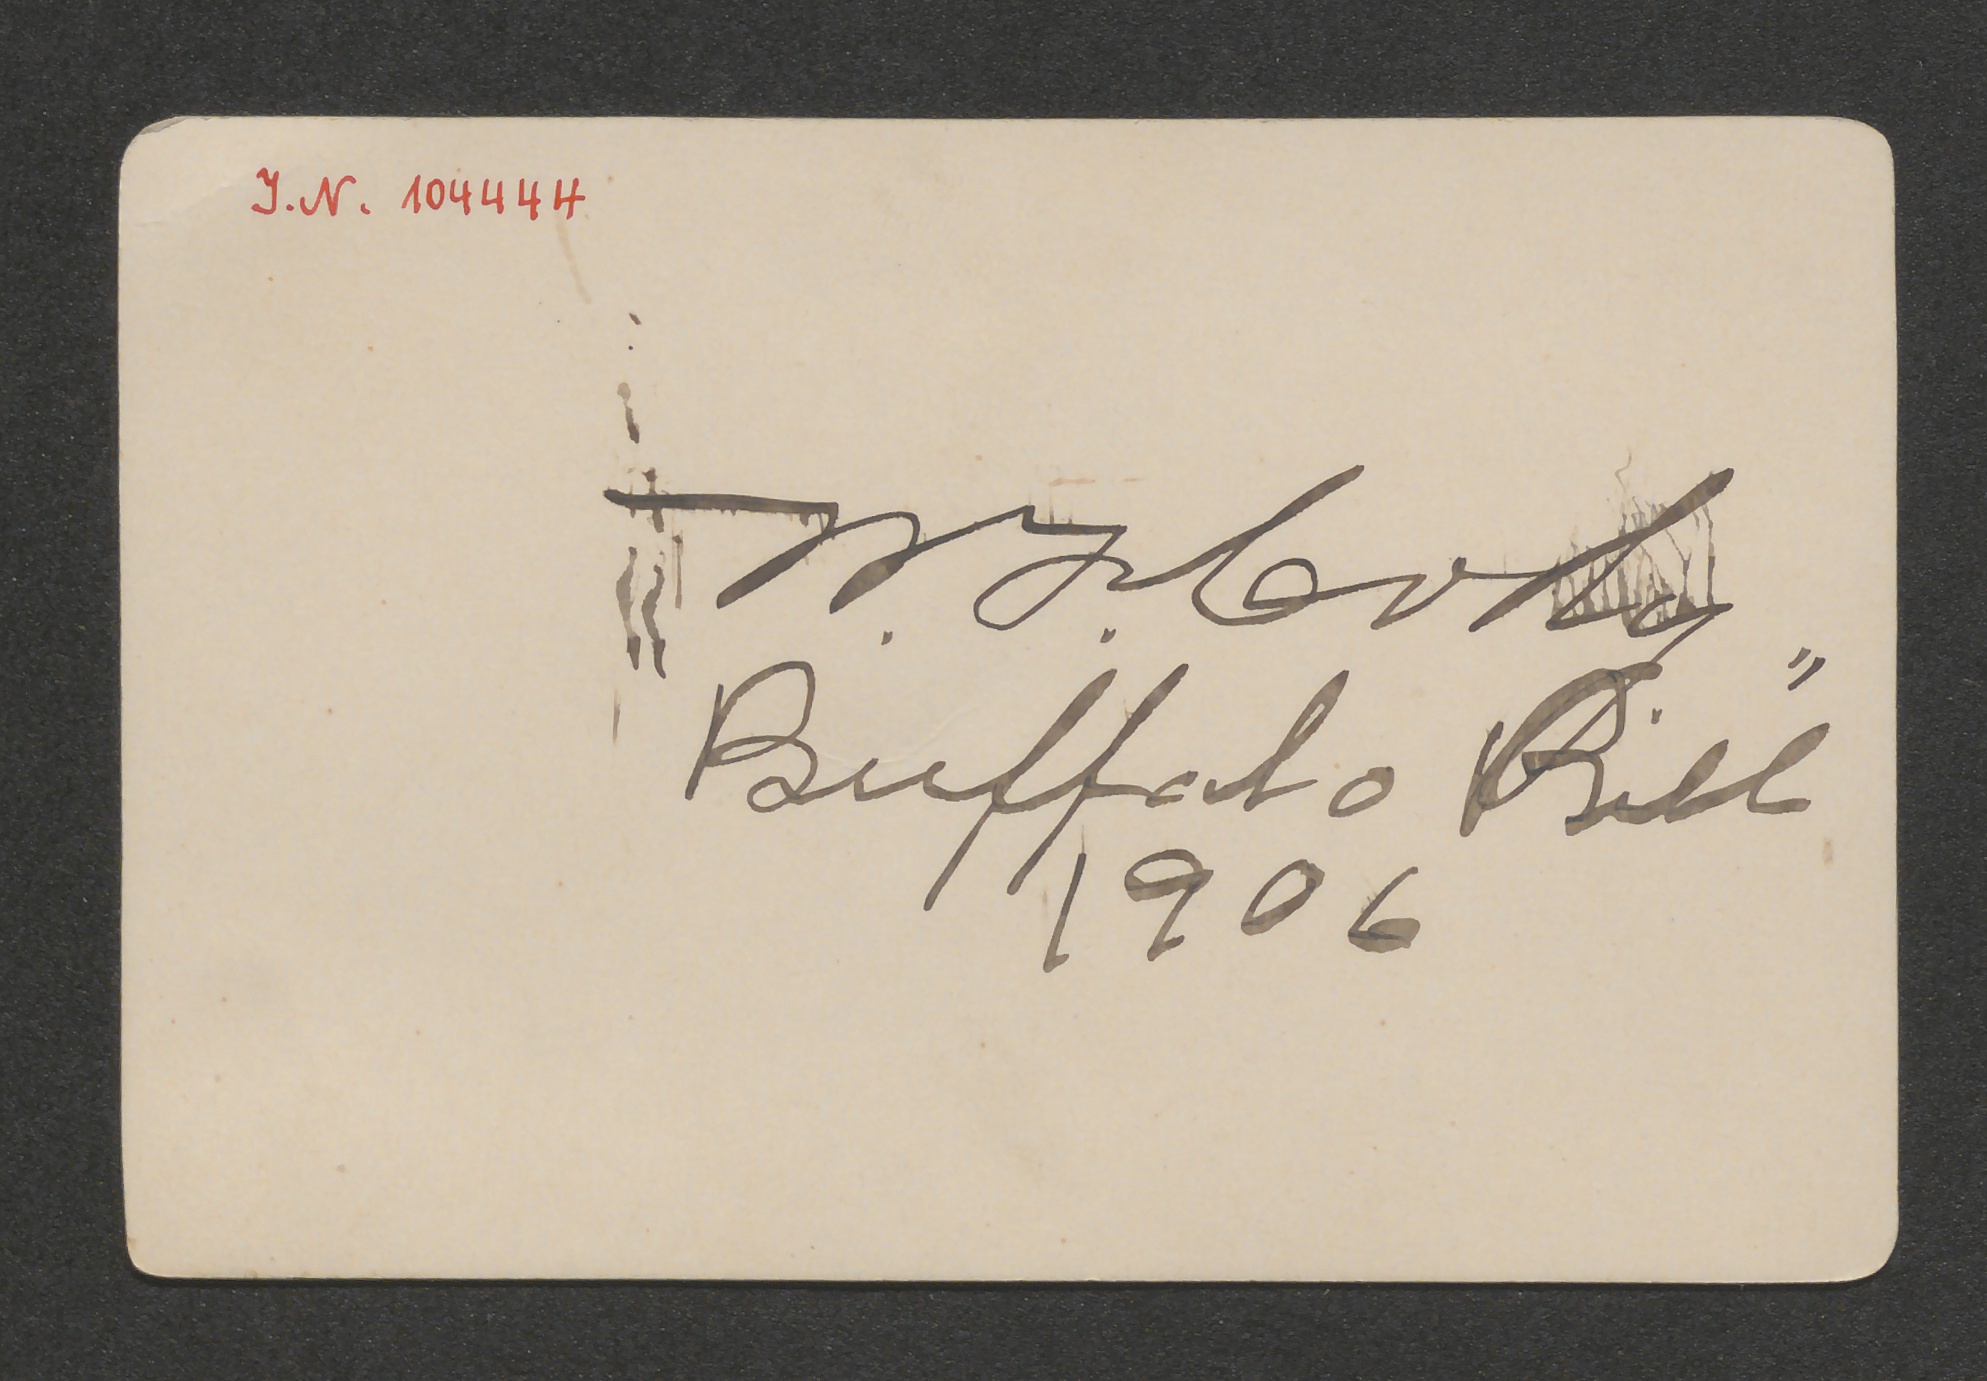 J.N. 104444
W. F. Cody
Buffalo Bill"
1906